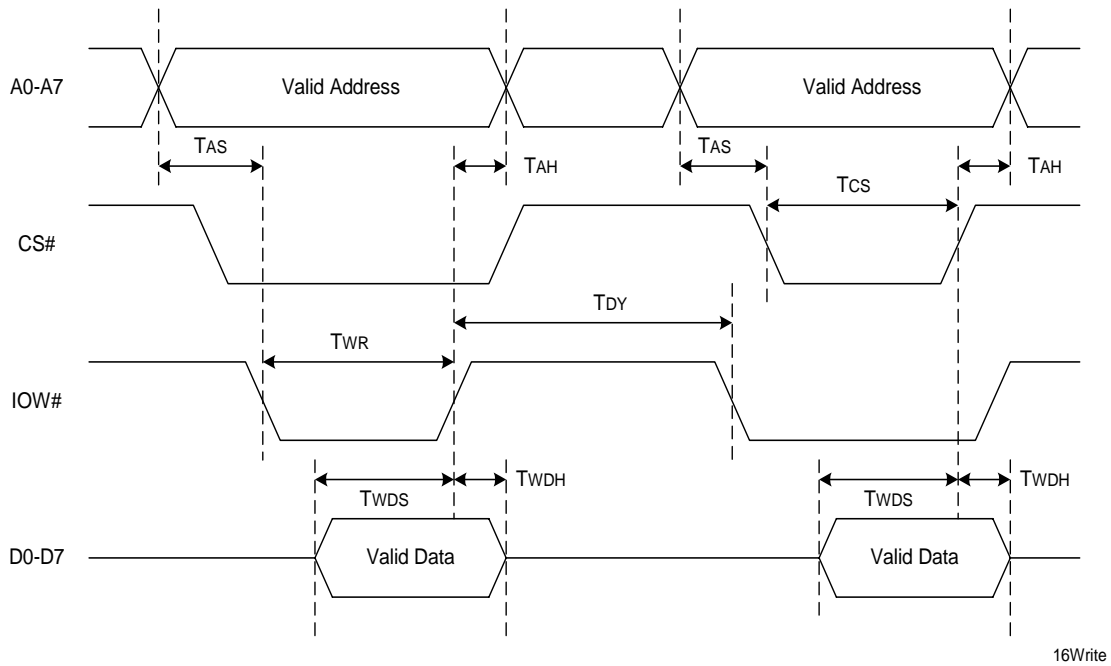 A0-A7
Valid Address
Valid Address
TAS
TAH
TAS
TAH
TCS
CS#
TDY
TWR
IOW#
TWDS
TWDH
TWDS
TWDH
D0-D7
Valid Data
Valid Data
16Write